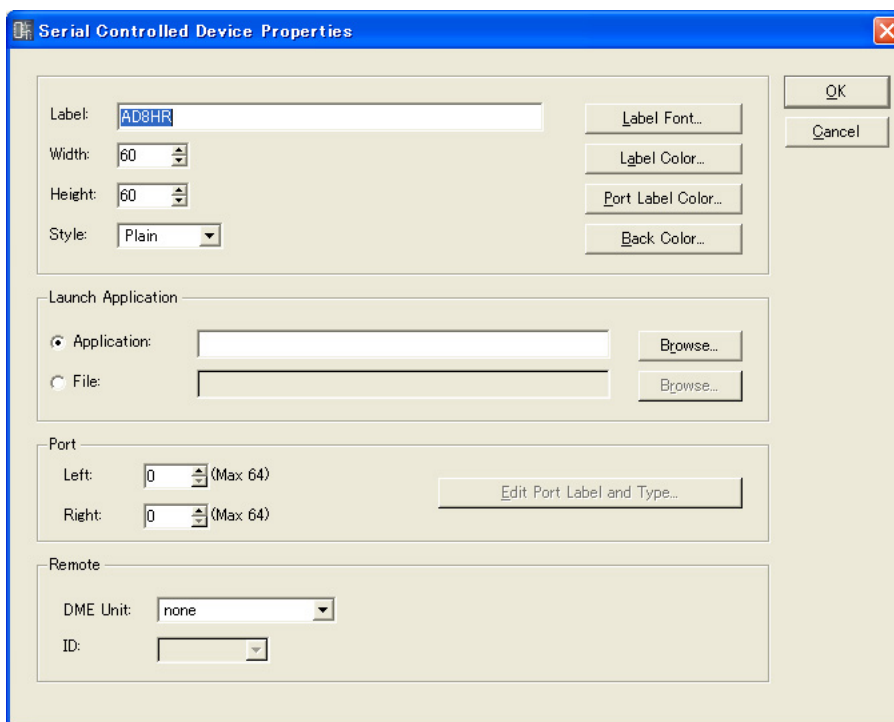 Serial Controlled Device Properties
Label: AD8HR Label Font... OK
Width: 60 Label Color... Cancel
Height: 60 Port Label Color...
Style: Plain Back Color...
Launch Application
Application: Browse...
File: Browse...
Port
Left: 0 (Max 64) Edit Port Label and Type...
Right: 0 (Max 64)
Remote
DME Unit: none
ID: